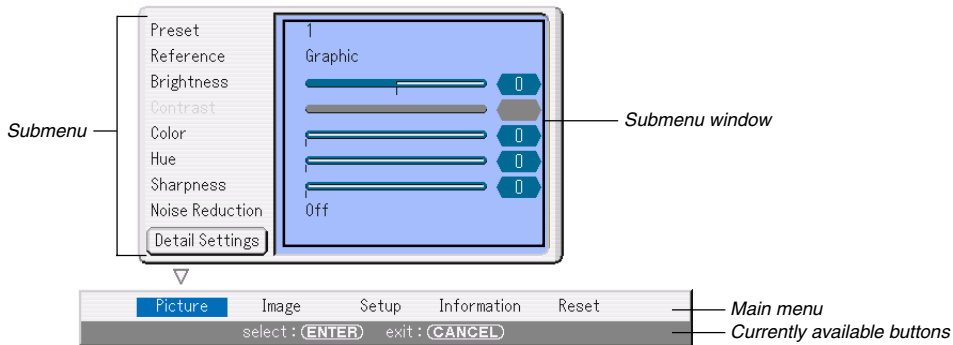 Preset 1
Reference Graphic
Brightness 0
Contrast
Color 0
Hue 0
Sharpness 0
Noise Reduction Off
Detail Settings
Submenu
Submenu window
Picture Image Setup Information Reset
select : ENTER exit : CANCEL
Main menu
Currently available buttons